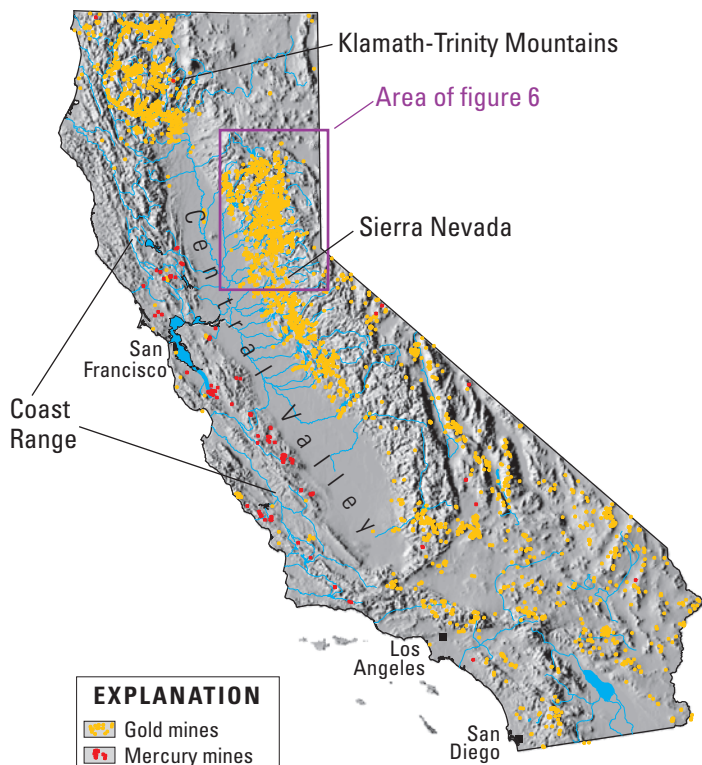 Klamath-Trinity Mountains
Area of figure 6
Central Valley
Sierra Nevada
San
Francisco
Coast
Range
Los
Angeles
San
Diego
EXPLANATION
Gold mines
Mercury mines